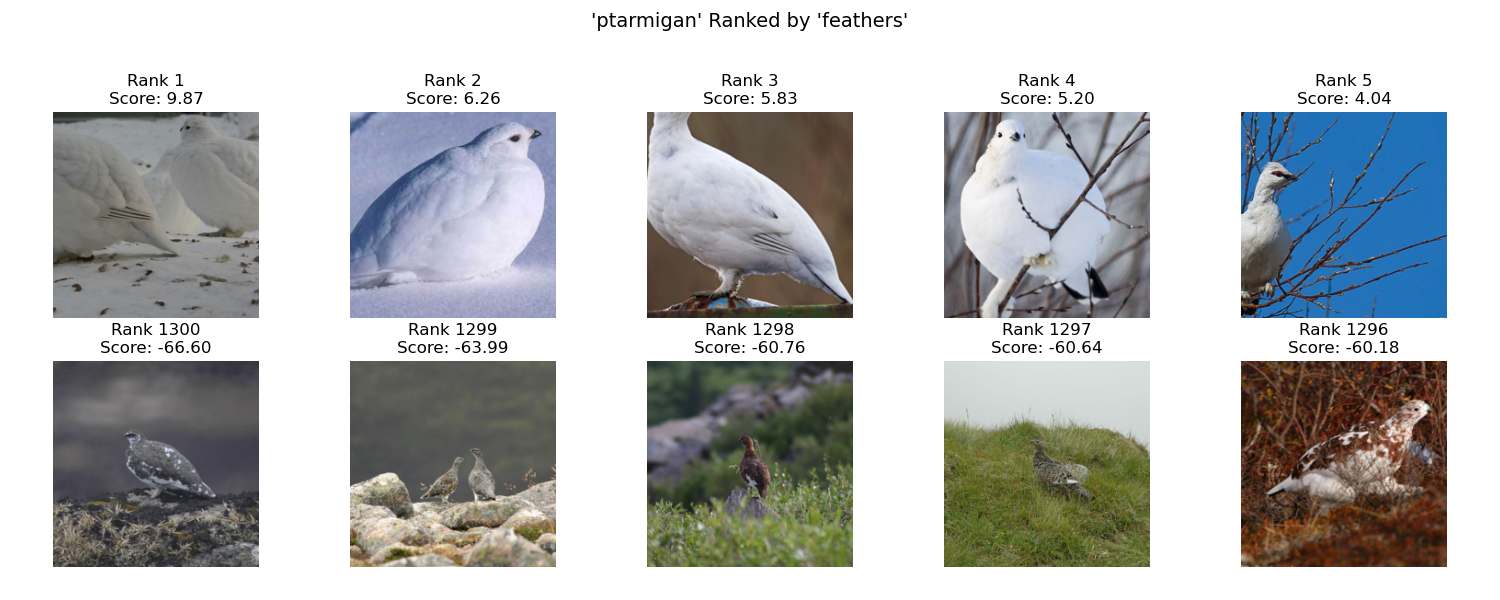 'ptarmigan' Ranked by 'feathers'
Rank 1
Score: 9.87
Rank 2
Score: 6.26
Rank 3
Score: 5.83
Rank 4
Score: 5.20
Rank 5
Score: 4.04
Rank 1300
Score: -66.60
Rank 1299
Score: -63.99
Rank 1298
Score: -60.76
Rank 1297
Score: -60.64
Rank 1296
Score: -60.18